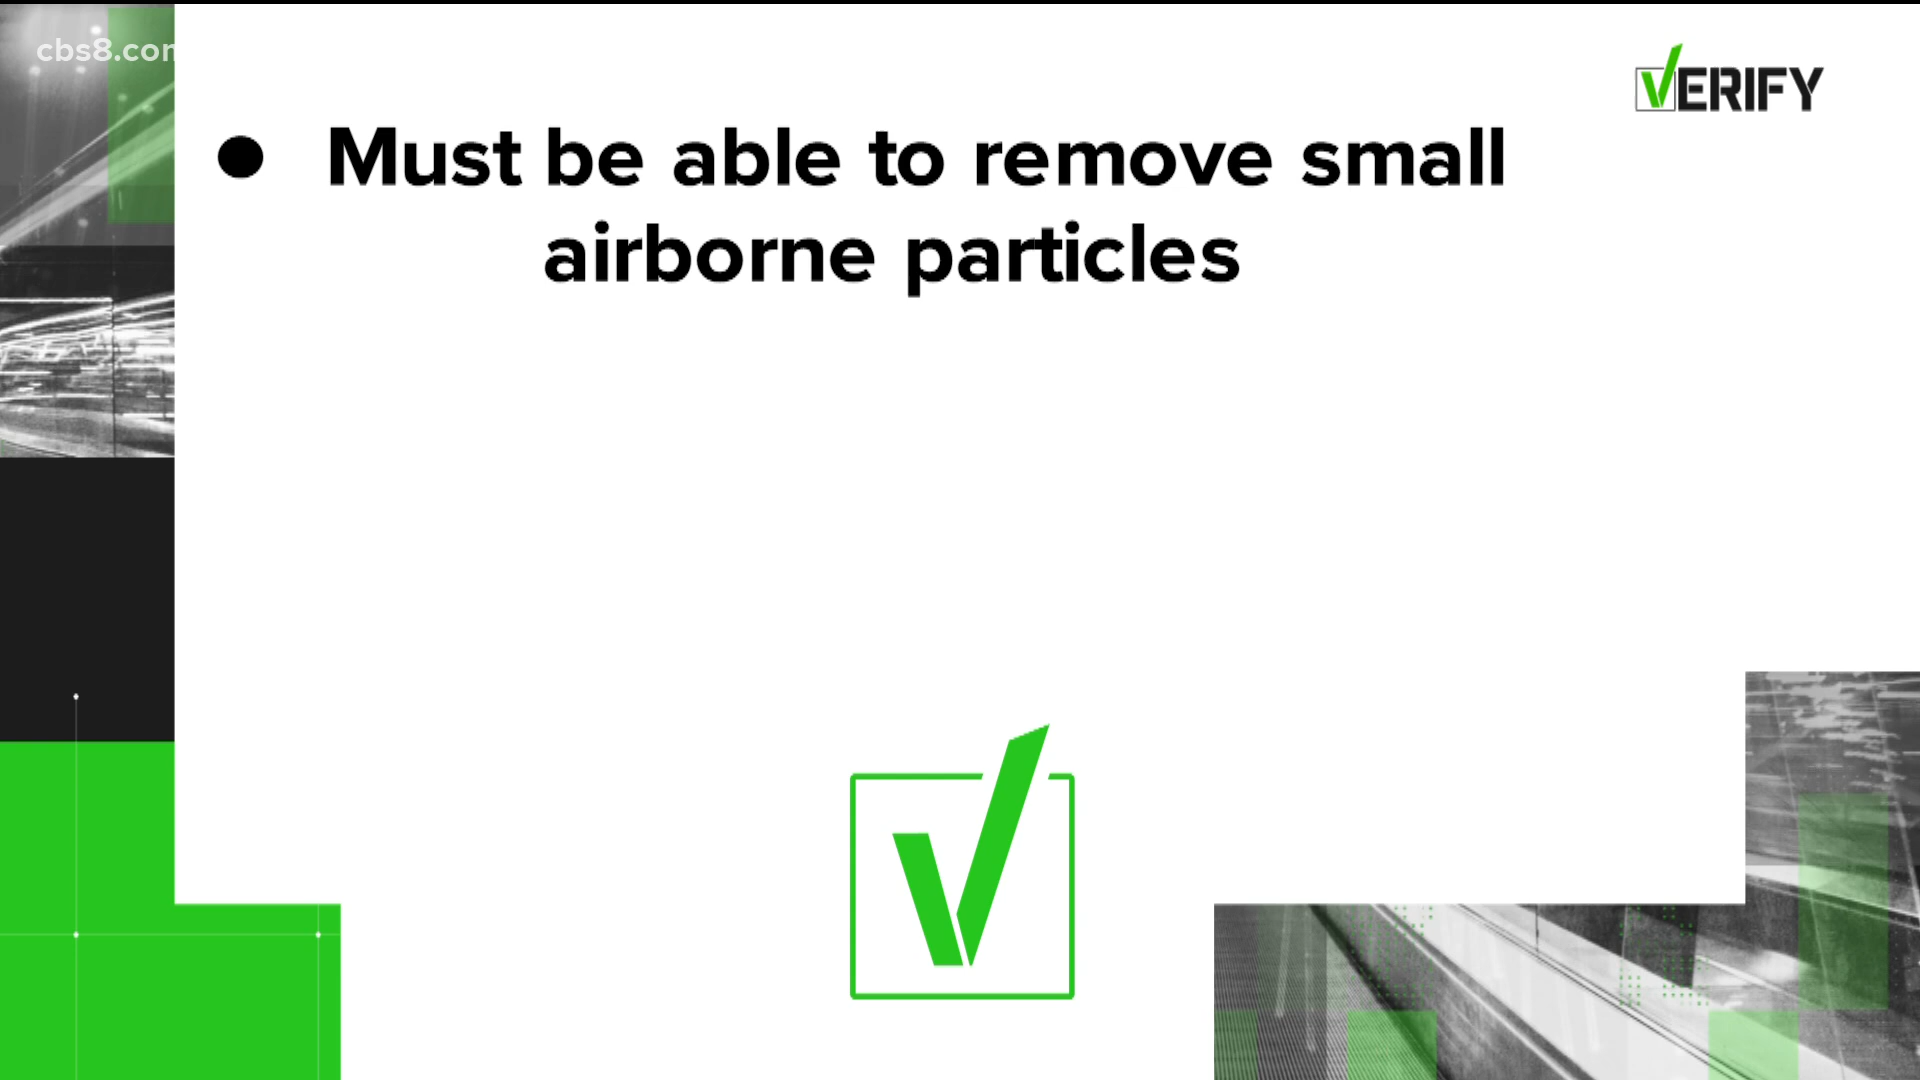 cbs8.com
VERIFY
● Must be able to remove small
airborne particles